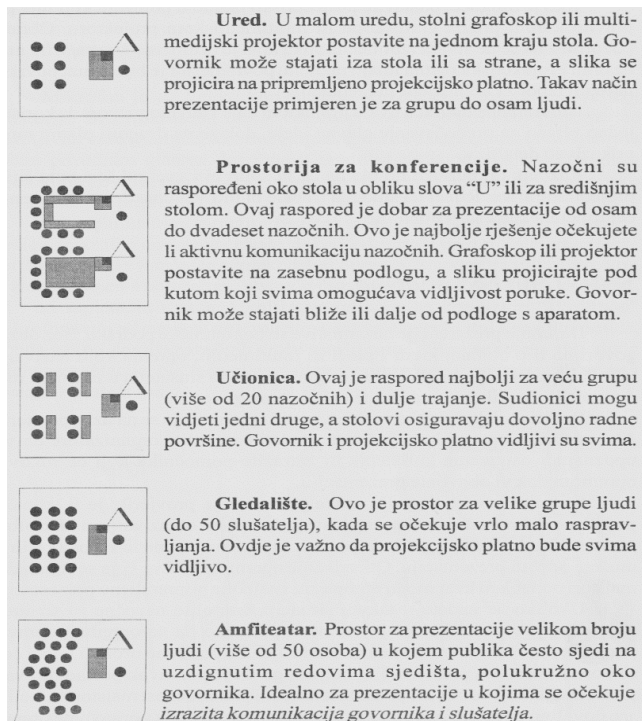 Ured. U malom uredu, stolni grafoskop ili multi-
medijski projektor postavite na jednom kraju stola. Go-
vornik može stajati iza stola ili sa strane, a slika se
projicira na pripremljeno projekcijsko platno. Takav način
prezentacije primjeren je za grupu do osam ljudi.
Prostorija za konferencije. Nazočni su
raspoređeni oko stola u obliku slova “U” ili za središnjim
stolom. Ovaj raspored je dobar za prezentacije od osam
do dvadeset nazočnih. Ovo je najbolje rješenje očekujete
li aktivnu komunikaciju nazočnih. Grafoskop ili projektor
postavite na zasebnu podlogu, a sliku projicirajte pod
kutom koji svima omogućava vidljivost poruke. Govor-
nik može stajati bliže ili dalje od podloge s aparatom.
Učionica. Ovaj je raspored najbolji za veću grupu
(više od 20 nazočnih) i dulje trajanje. Sudionici mogu
vidjeti jedni druge, a stolovi osiguravaju dovoljno radne
površine. Govornik i projekcijsko platno vidljivi su svima.
Gledalište. Ovo je prostor za velike grupe ljudi
(do 50 slušatelja), kada se očekuje vrlo malo rasprav-
ljanja. Ovdje je važno da projekcijsko platno bude svima
vidljivo.
Amfiteatar. Prostor za prezentacije velikom broju
ljudi (više od 50 osoba) u kojem publika često sjedi na
uzdignutim redovima sjedišta, polukružno oko
govornika. Idealno za prezentacije u kojima se očekuje
izrazita komunikacija govornika i slušatelja.